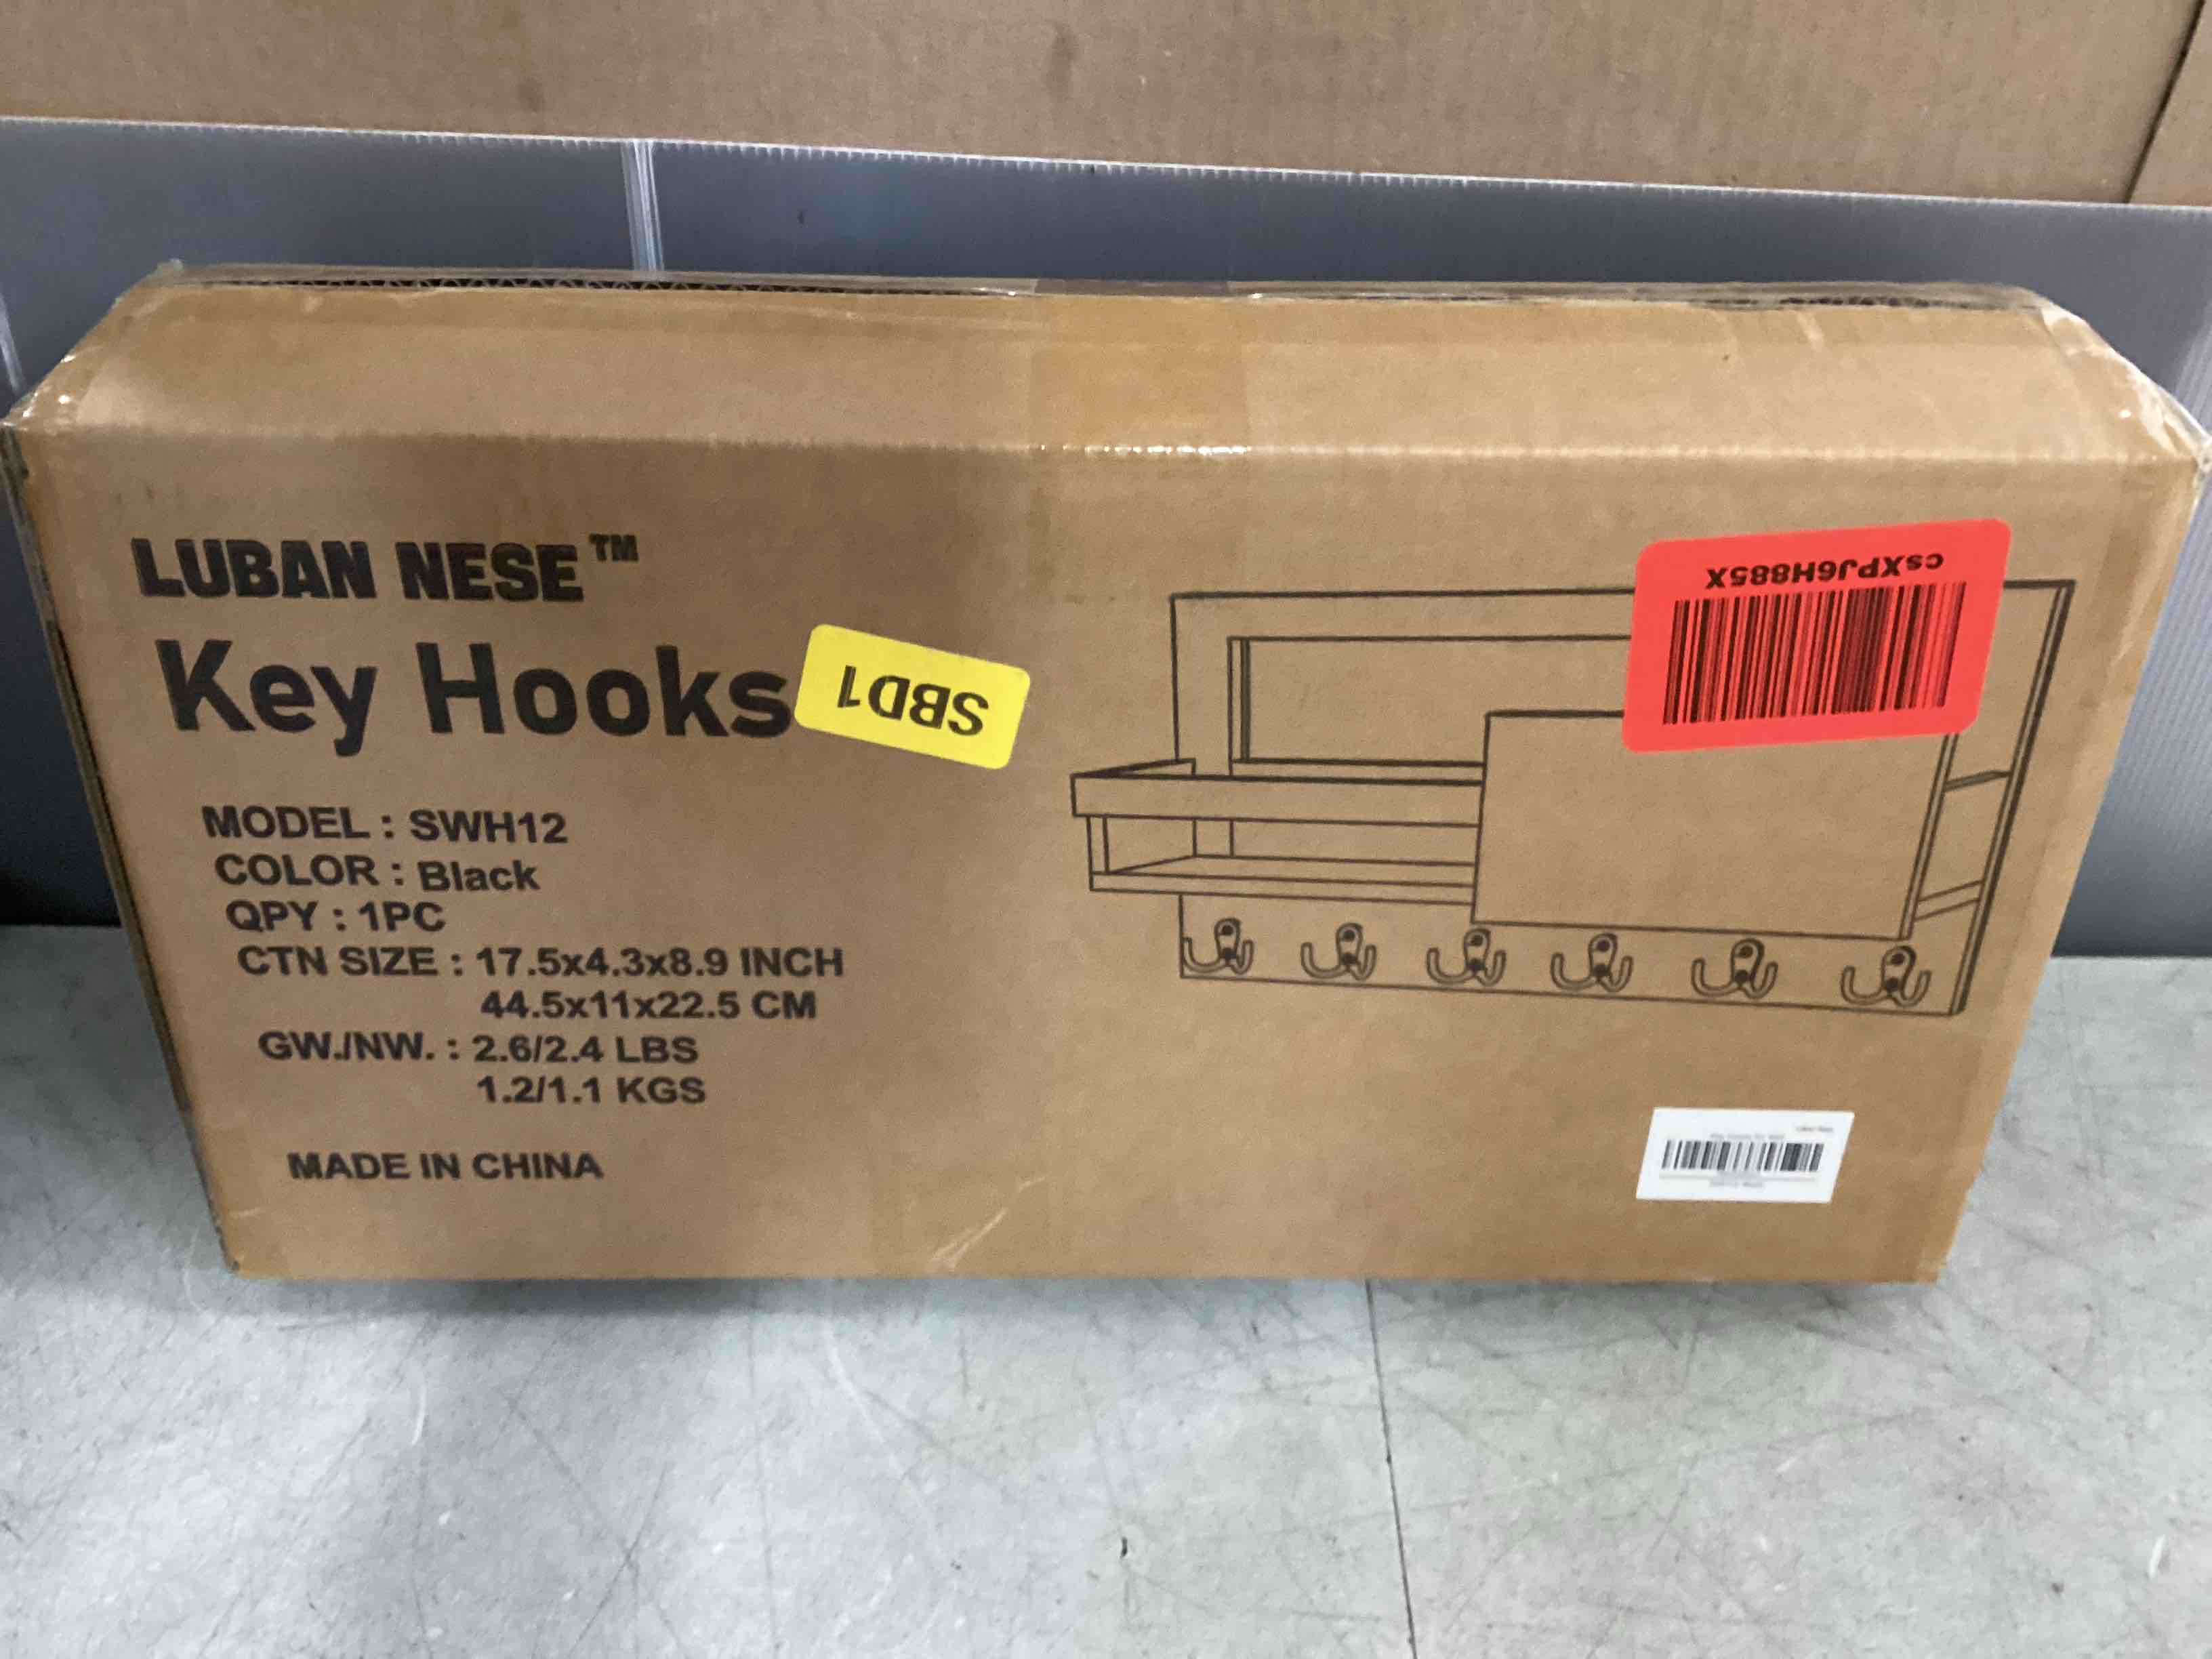 LUBAN NESE™
Key Hooks
SBD1
MODEL : SWH12
COLOR : Black
QPY : 1PC
CTN SIZE : 17.5x4.3x8.9 INCH
44.5x11x22.5 CM
GW./NW. : 2.6/2.4 LBS
1.2/1.1 KGS
MADE IN CHINA
csXPJ6H885X